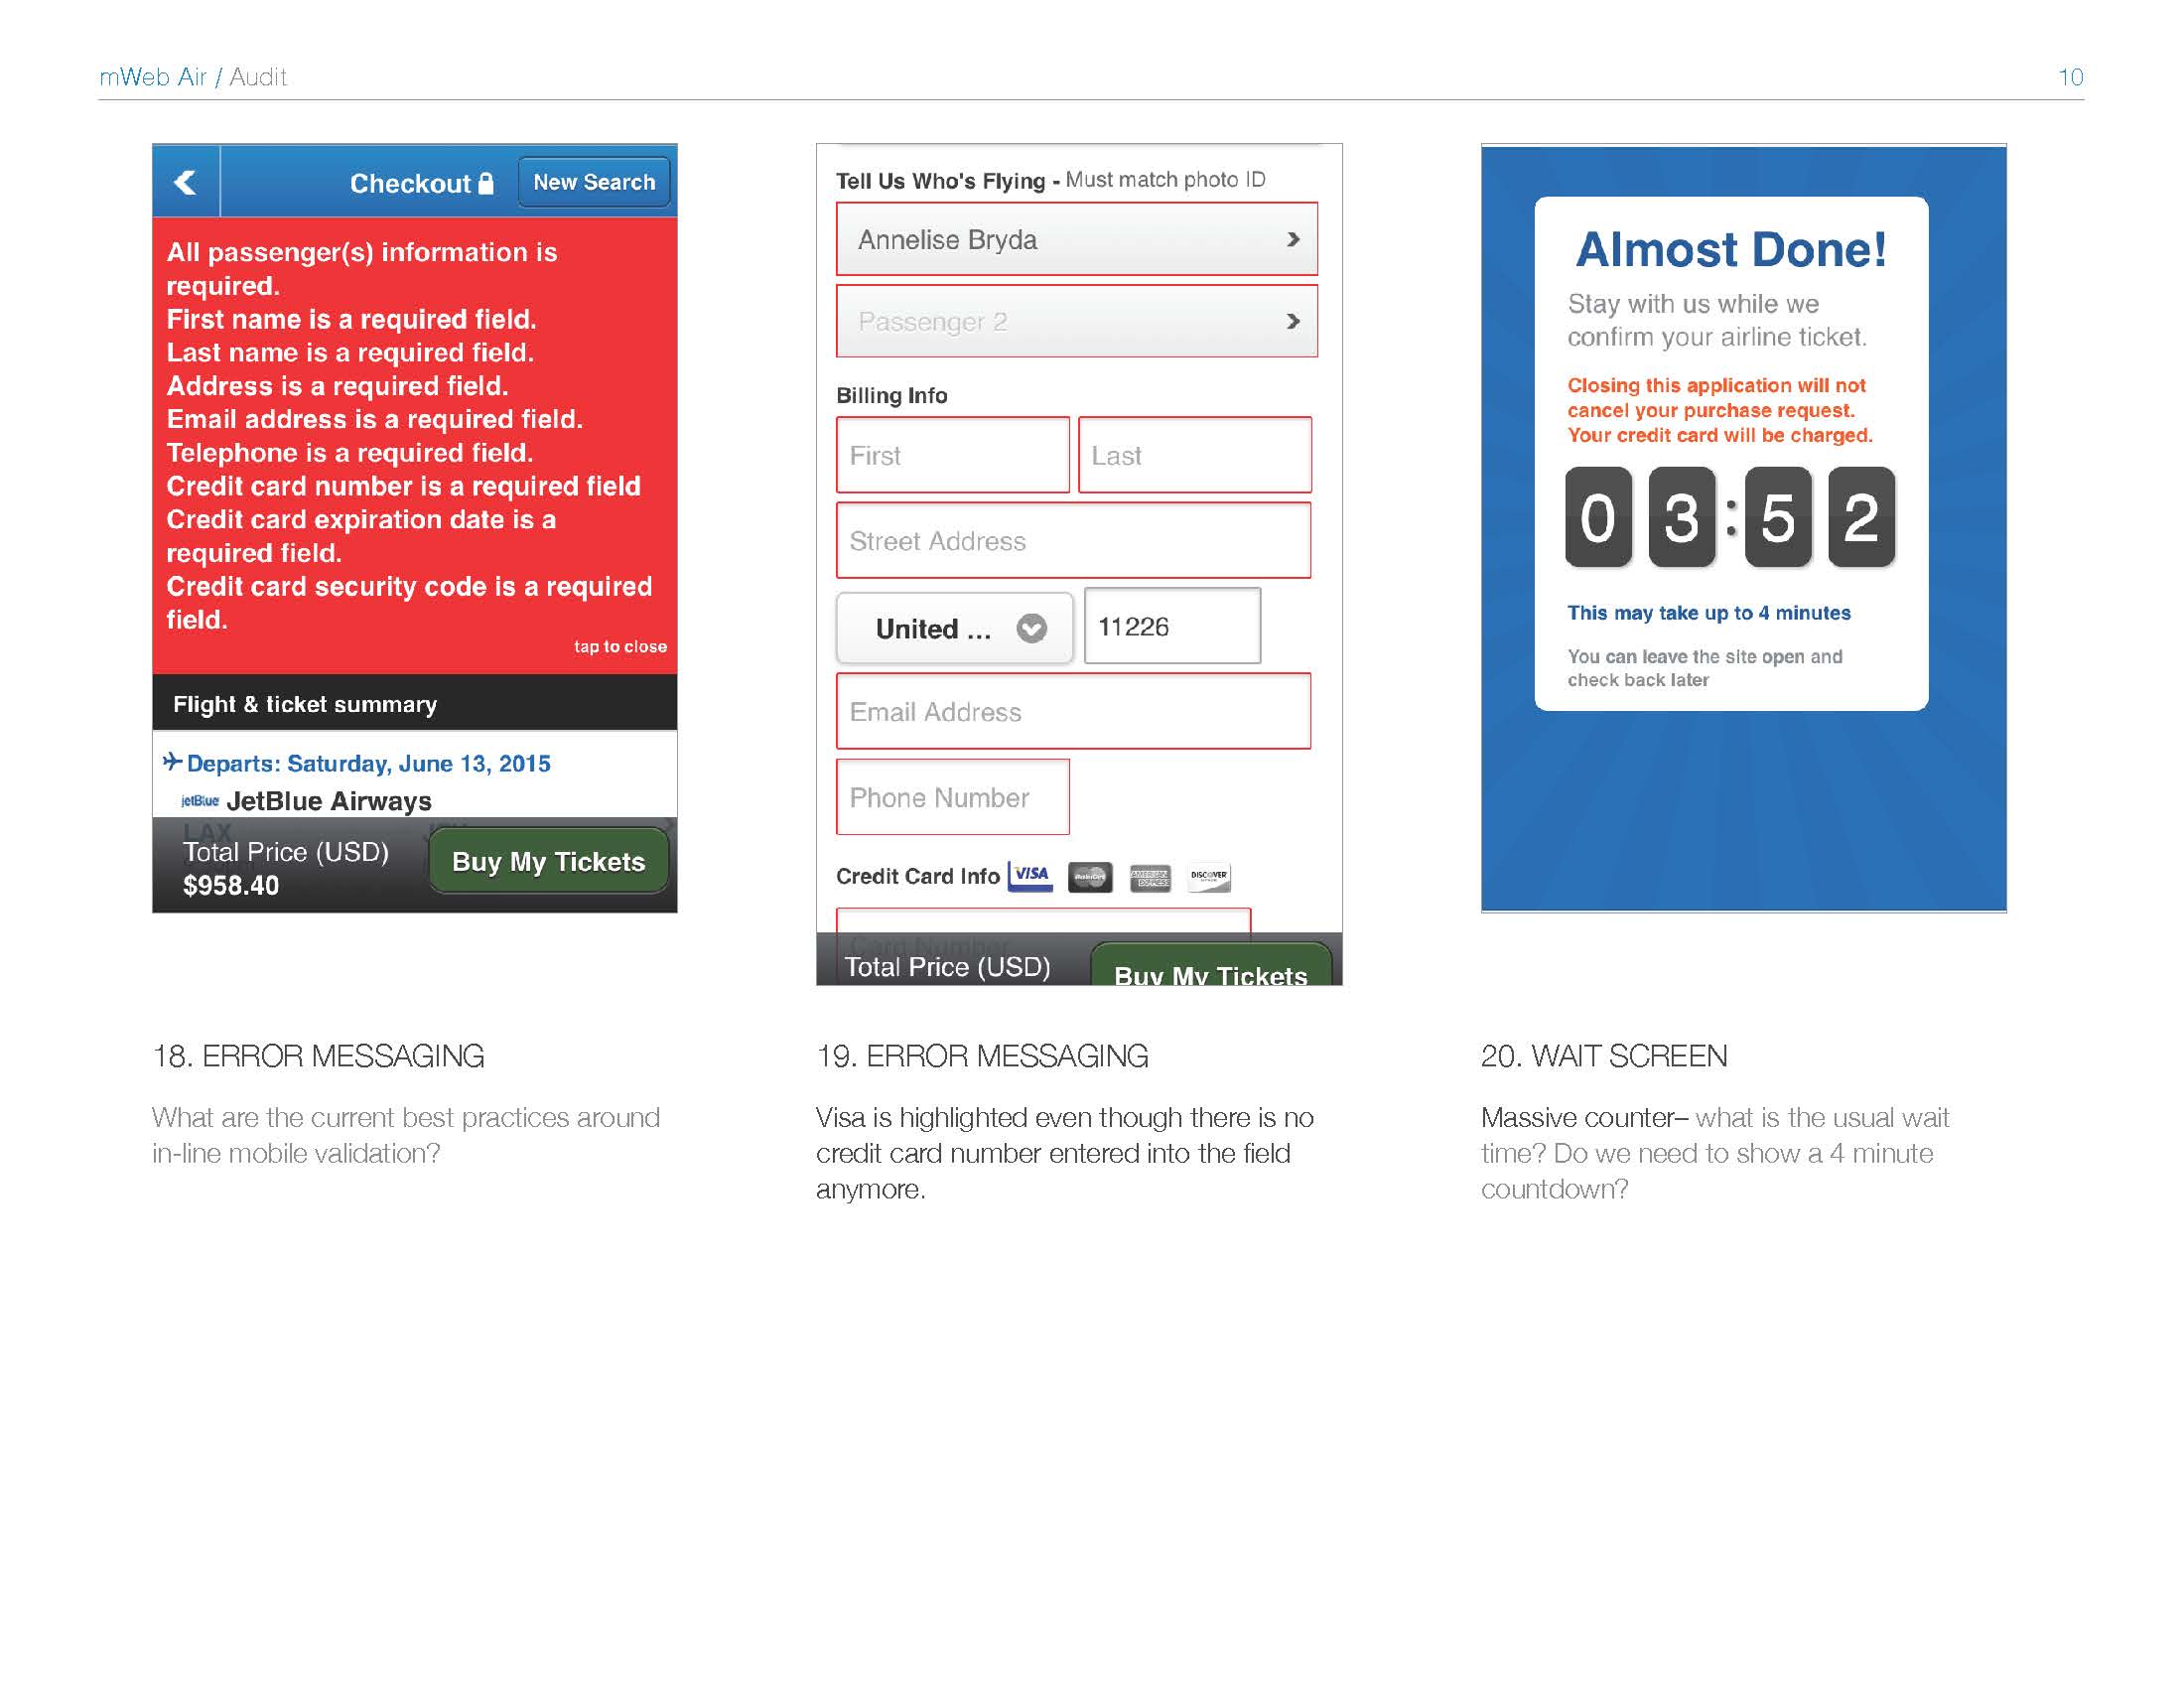 mWeb Air / Audit
10
Checkout
New Search
All passenger(s) information is
required.
First name is a required field.
Last name is a required field.
Address is a required field.
Email address is a required field.
Telephone is a required field.
Credit card number is a required field
Credit card expiration date is a
required field.
Credit card security code is a required
field.
tap to close
Flight & ticket summary
Departs: Saturday, June 13, 2015
jetBlue JetBlue Airways
LAX
Total Price (USD)
$958.40
Buy My Tickets
18. ERROR MESSAGING
What are the current best practices around
in-line mobile validation?
Tell Us Who's Flying - Must match photo ID
Annelise Bryda
Passenger 2
Billing Info
First
Last
Street Address
United ...
11226
Email Address
Phone Number
Credit Card Info VISA MasterCard AMERICAN EXPRESS DISCOVER
Card Number
Total Price (USD)
Buy My Tickets
19. ERROR MESSAGING
Visa is highlighted even though there is no
credit card number entered into the field
anymore.
Almost Done!
Stay with us while we
confirm your airline ticket.
Closing this application will not
cancel your purchase request.
Your credit card will be charged.
03:52
This may take up to 4 minutes
You can leave the site open and
check back later
20. WAIT SCREEN
Massive counter– what is the usual wait
time? Do we need to show a 4 minute
countdown?